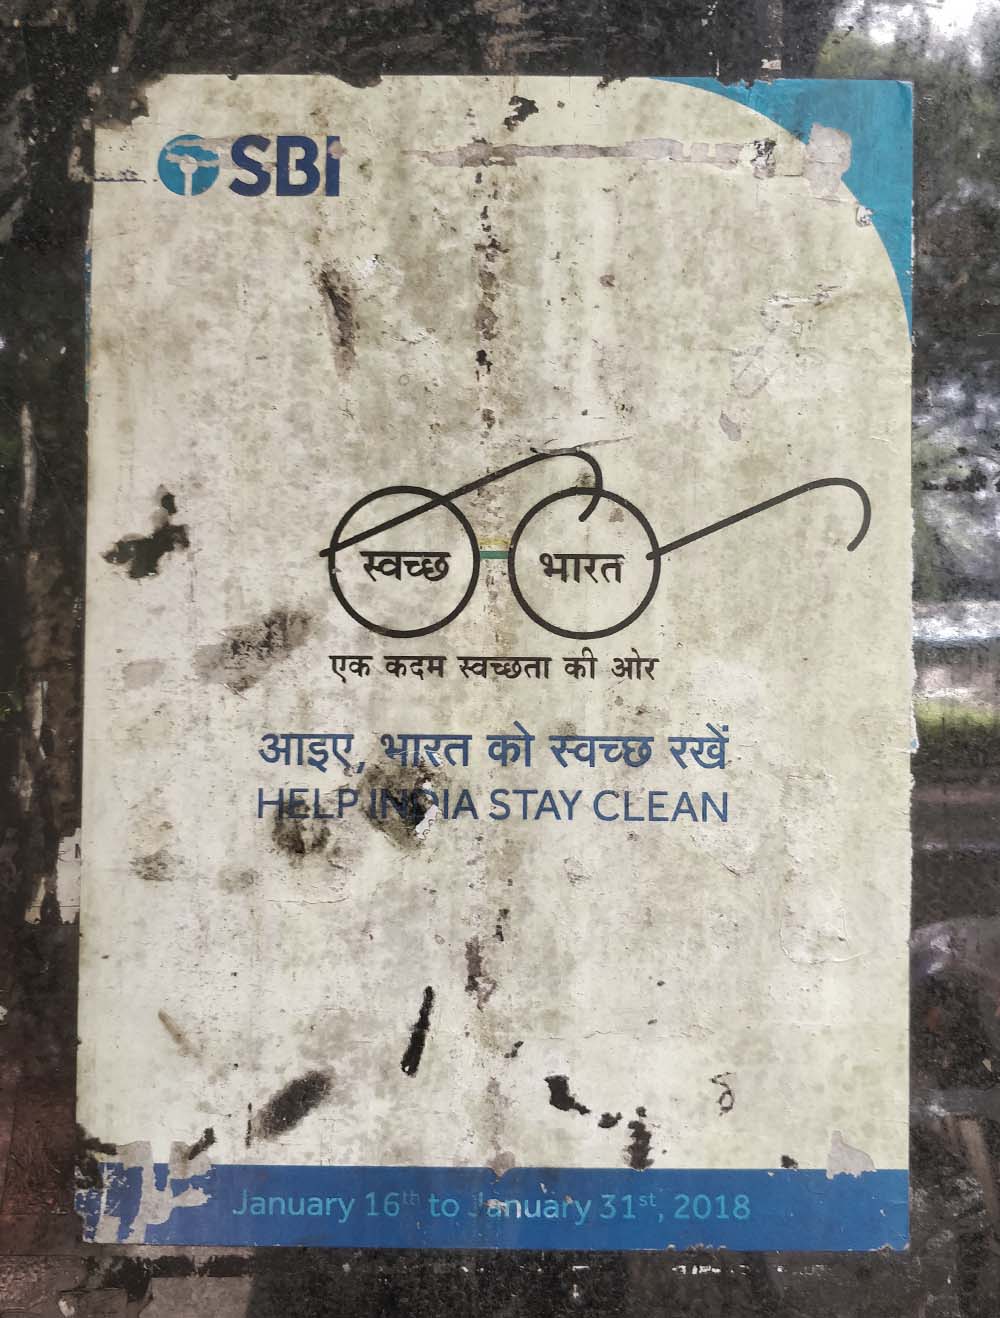 SBI
स्वच्छ भारत
एक कदम स्वच्छता की ओर
आइए, भारत को स्वच्छ रखें
HELP INDIA STAY CLEAN
January 16th to January 31st, 2018